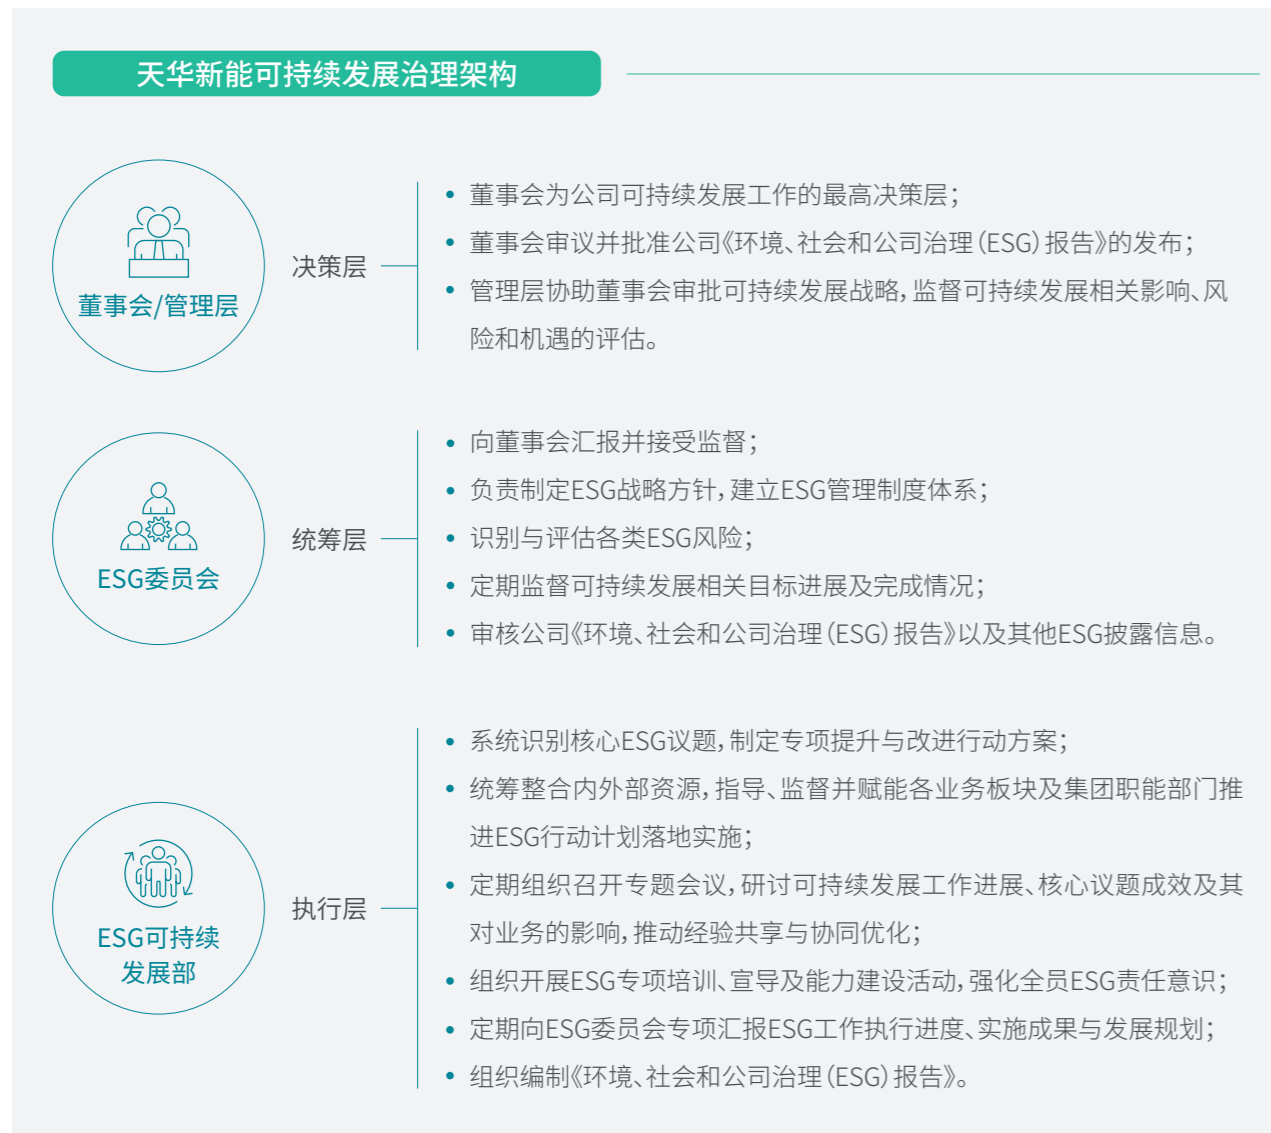 天华新能可持续发展治理架构
董事会/管理层
决策层
• 董事会为公司可持续发展工作的最高决策层；
• 董事会审议并批准公司《环境、社会和公司治理（ESG）报告》的发布；
• 管理层协助董事会审批可持续发展战略，监督可持续发展相关影响、风
险和机遇的评估。
ESG委员会
统筹层
• 向董事会汇报并接受监督；
• 负责制定ESG战略方针，建立ESG管理制度体系；
• 识别与评估各类ESG风险；
• 定期监督可持续发展相关目标进展及完成情况；
• 审核公司《环境、社会和公司治理（ESG）报告》以及其他ESG披露信息。
ESG可持续
发展部
执行层
• 系统识别核心ESG议题，制定专项提升与改进行动方案；
• 统筹整合内外部资源，指导、监督并赋能各业务板块及集团职能部门推
进ESG行动计划落地实施；
• 定期组织召开专题会议，研讨可持续发展工作进展、核心议题成效及其
对业务的影响，推动经验共享与协同优化；
• 组织开展ESG专项培训、宣导及能力建设活动，强化全员ESG责任意识；
• 定期向ESG委员会专项汇报ESG工作执行进度、实施成果与发展规划；
• 组织编制《环境、社会和公司治理（ESG）报告》。